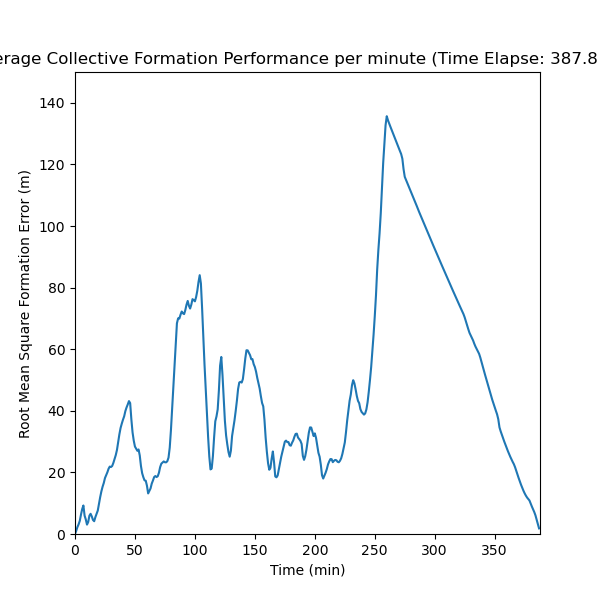 erage Collective Formation Performance per minute (Time Elapse: 387.8
Root Mean Square Formation Error (m)
140
120
100
80
60
40
20
0
0 50 100 150 200 250 300 350
Time (min)